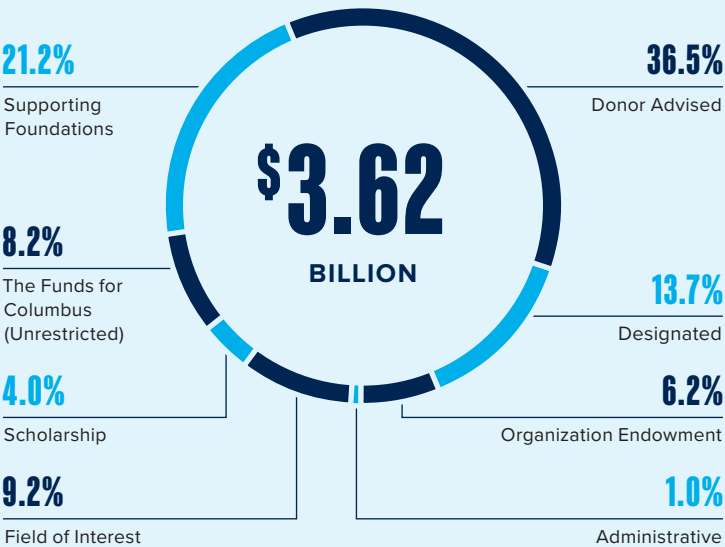 21.2%
Supporting
Foundations
8.2%
The Funds for
Columbus
(Unrestricted)
4.0%
Scholarship
9.2%
Field of Interest
$3.62
BILLION
36.5%
Donor Advised
13.7%
Designated
6.2%
Organization Endowment
1.0%
Administrative